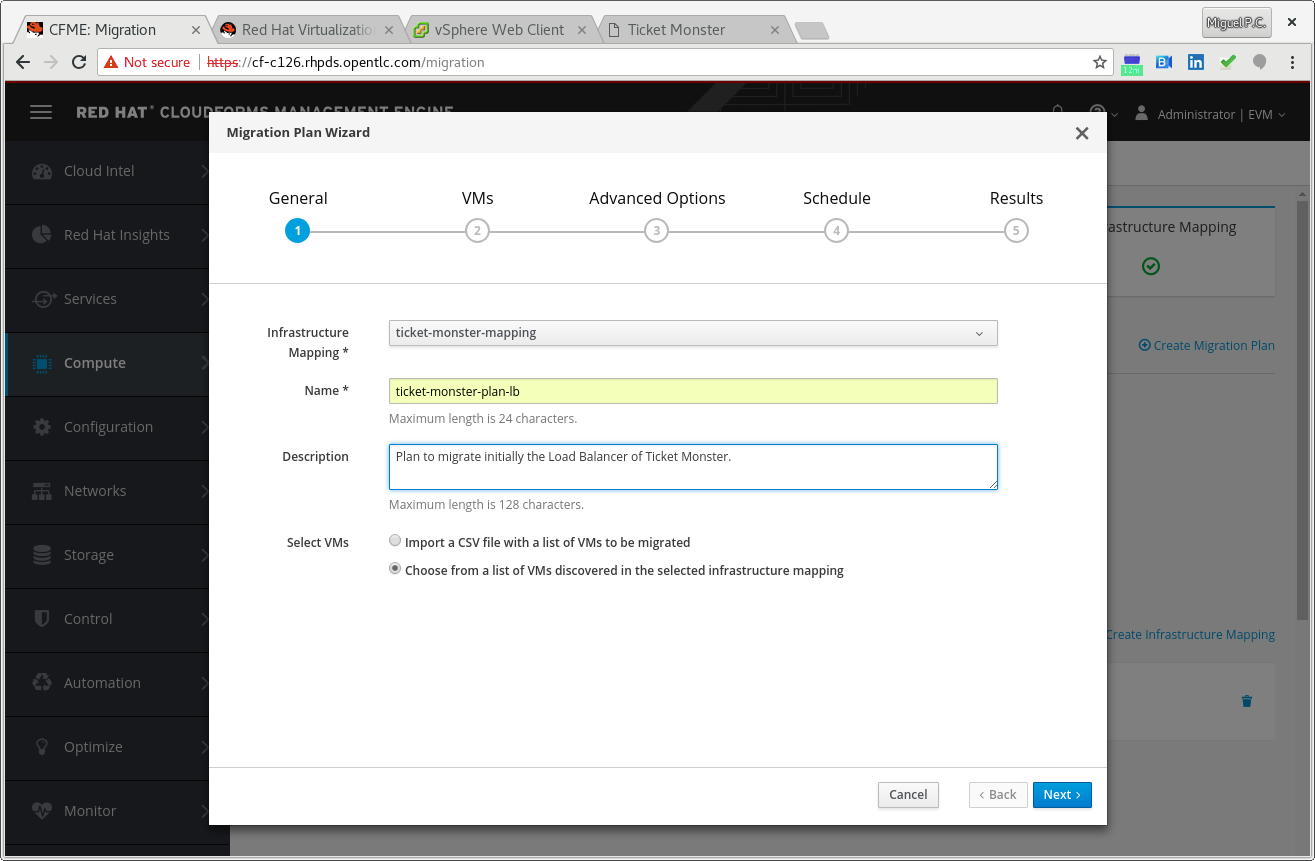 CFME: Migration
Red Hat Virtualizatio
vSphere Web Client
Ticket Monster
Miguel P.C.
Not secure
https://cf-c126.rhpds.opentlc.com/migration
RED HAT® CLOUDFORMS MANAGEMENT ENGINE
Administrator | EVM
Cloud Intel
Red Hat Insights
Services
Compute
Configuration
Networks
Storage
Control
Automation
Optimize
Monitor
Migration Plan Wizard
General
VMs
Advanced Options
Schedule
Results
1
2
3
4
5
Infrastructure
Mapping *
ticket-monster-mapping
Name *
ticket-monster-plan-lb
Maximum length is 24 characters.
Description
Plan to migrate initially the Load Balancer of Ticket Monster.
Maximum length is 128 characters.
Select VMs
Import a CSV file with a list of VMs to be migrated
Choose from a list of VMs discovered in the selected infrastructure mapping
Cancel
< Back
Next >
astructure Mapping
Create Migration Plan
Create Infrastructure Mapping